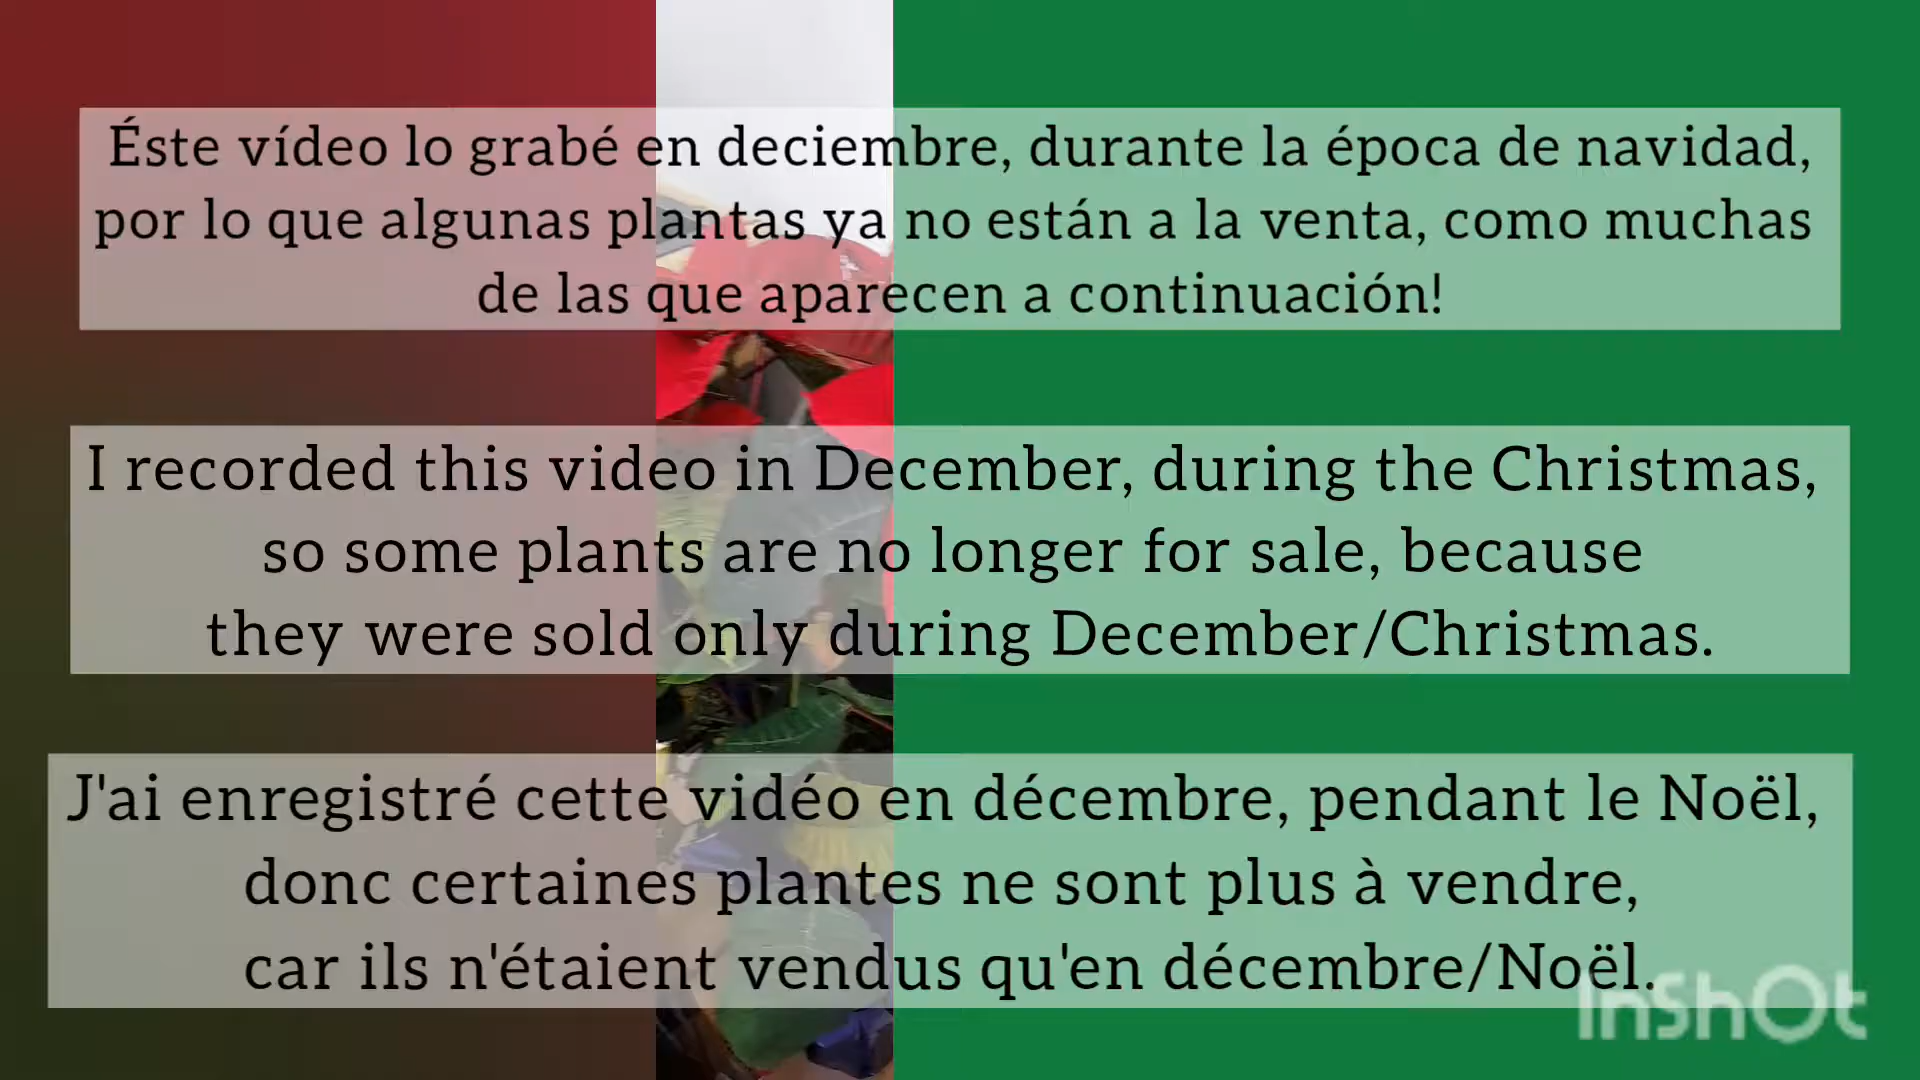 Éste vídeo lo grabé en deciembre, durante la época de navidad,
por lo que algunas plantas ya no están a la venta, como muchas
de las que aparecen a continuación!
I recorded this video in December, during the Christmas,
so some plants are no longer for sale, because
they were sold only during December/Christmas.
J'ai enregistré cette vidéo en décembre, pendant le Noël,
donc certaines plantes ne sont plus à vendre,
car ils n'étaient vendus qu'en décembre/Noël.
InShOt